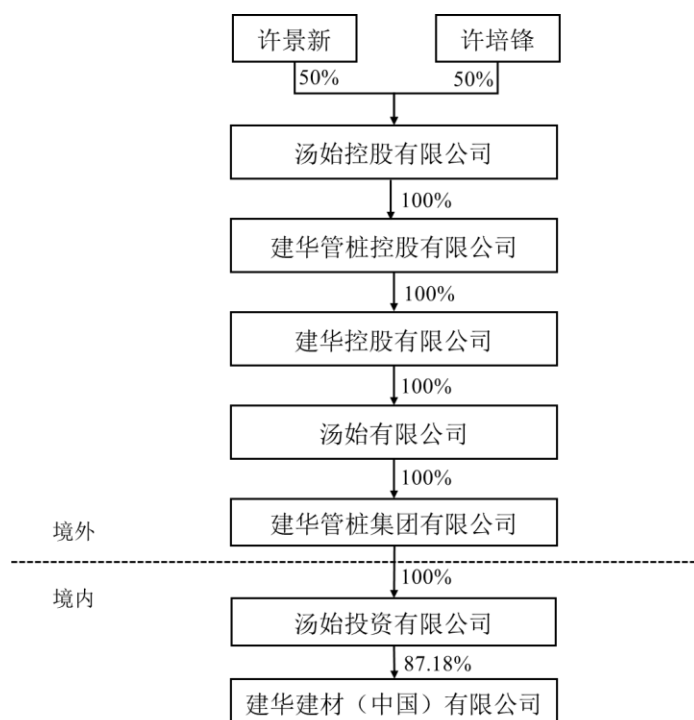 许景新
许培锋
50%
50%
汤始控股有限公司
100%
建华管桩控股有限公司
100%
建华控股有限公司
100%
汤始有限公司
100%
建华管桩集团有限公司
境外
100%
境内
汤始投资有限公司
87.18%
建华建材（中国）有限公司